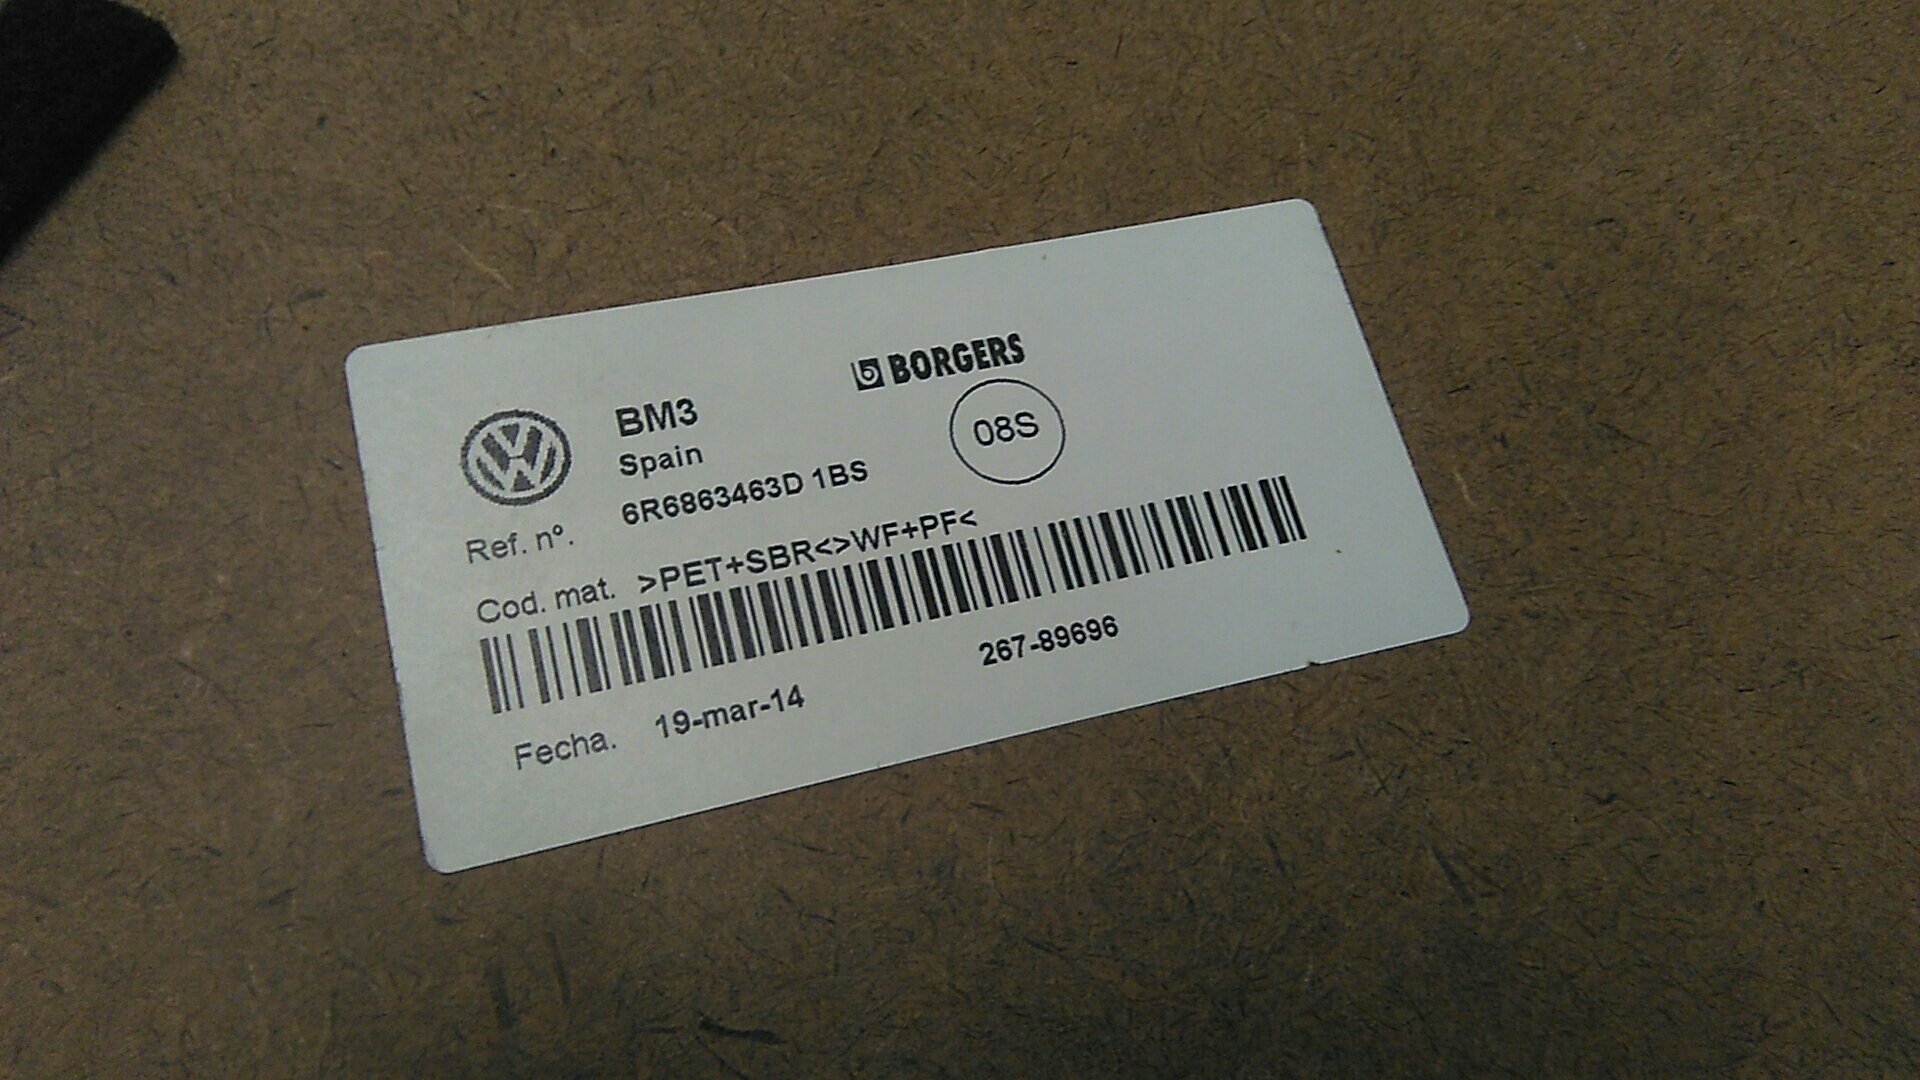 BORGERS
BM3
08S
Spain
Ref. nº. 6R6863463D 1BS
Cod. mat. >PET+SBR<>WF+PF<
267-89696
Fecha. 19-mar-14